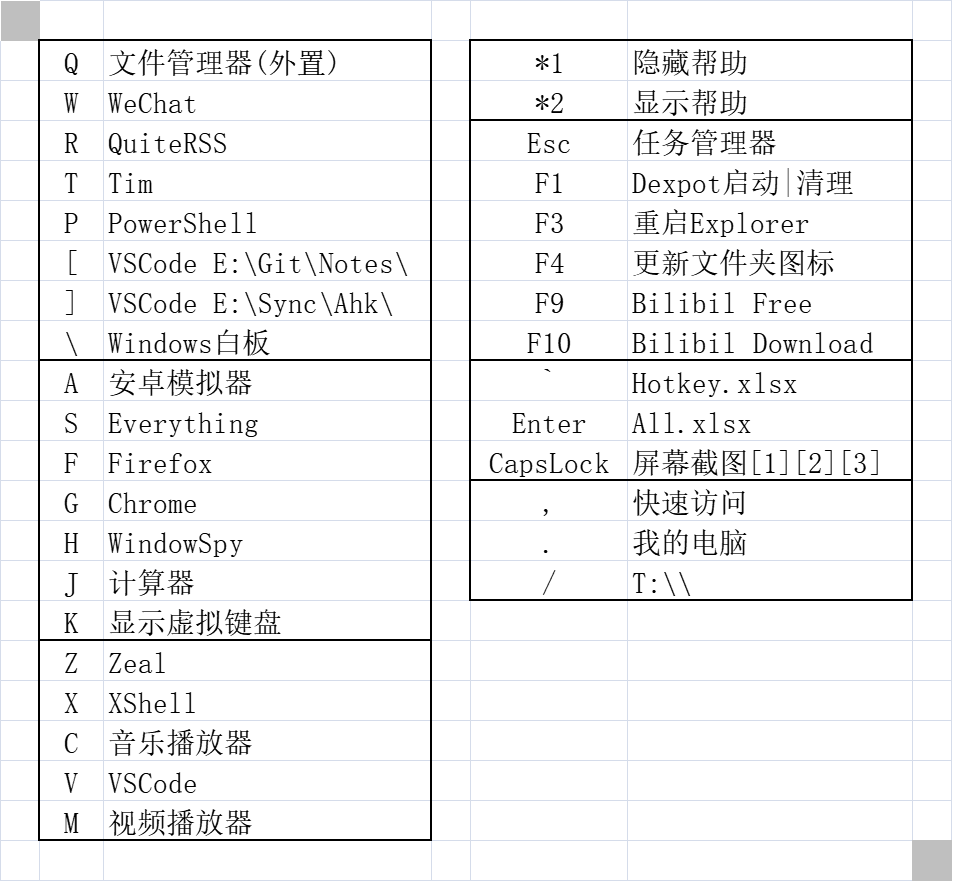 Q 文件管理器(外置)
W WeChat
R QuiteRSS
T Tim
P PowerShell
[ VSCode E:\Git\Notes\
] VSCode E:\Sync\Ahk\
\ Windows白板
A 安卓模拟器
S Everything
F Firefox
G Chrome
H WindowSpy
J 计算器
K 显示虚拟键盘
Z Zeal
X XShell
C 音乐播放器
V VSCode
M 视频播放器
*1 隐藏帮助
*2 显示帮助
Esc 任务管理器
F1 Dexpot启动|清理
F3 重启Explorer
F4 更新文件夹图标
F9 Bilibil Free
F10 Bilibil Download
` Hotkey.xlsx
Enter All.xlsx
CapsLock 屏幕截图[1][2][3]
, 快速访问
. 我的电脑
/ T:\\